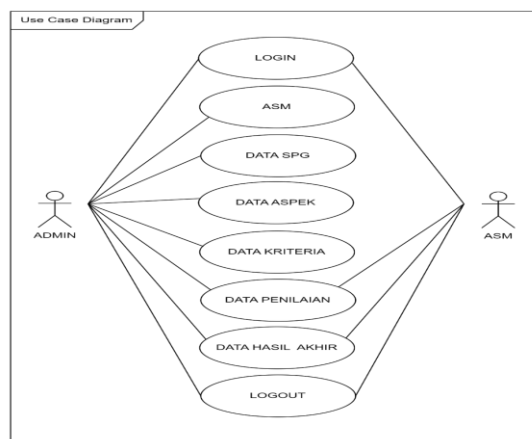 Use Case Diagram
LOGIN
ASM
DATA SPG
DATA ASPEK
ADMIN
ASM
DATA KRITERIA
DATA PENILAIAN
DATA HASIL AKHIR
LOGOUT